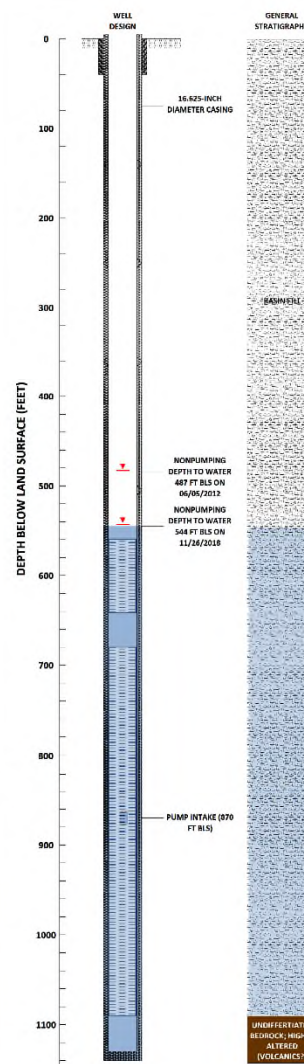 WELL
DESIGN
GENERAL
STRATIGRAPH
DEPTH BELOW LAND SURFACE (FEET)
0
100
200
300
400
500
600
700
800
900
1000
1100
16.625-INCH
DIAMETER CASING
BASIN FILL
NONPUMPING
DEPTH TO WATER
487 FT BLS ON
06/05/2012
NONPUMPING
DEPTH TO WATER
544 FT BLS ON
11/26/2018
PUMP INTAKE (870
FT BLS)
UNDIFFERTIAT
BEDROCK; HIGH
ALTERED
(VOLCANICS